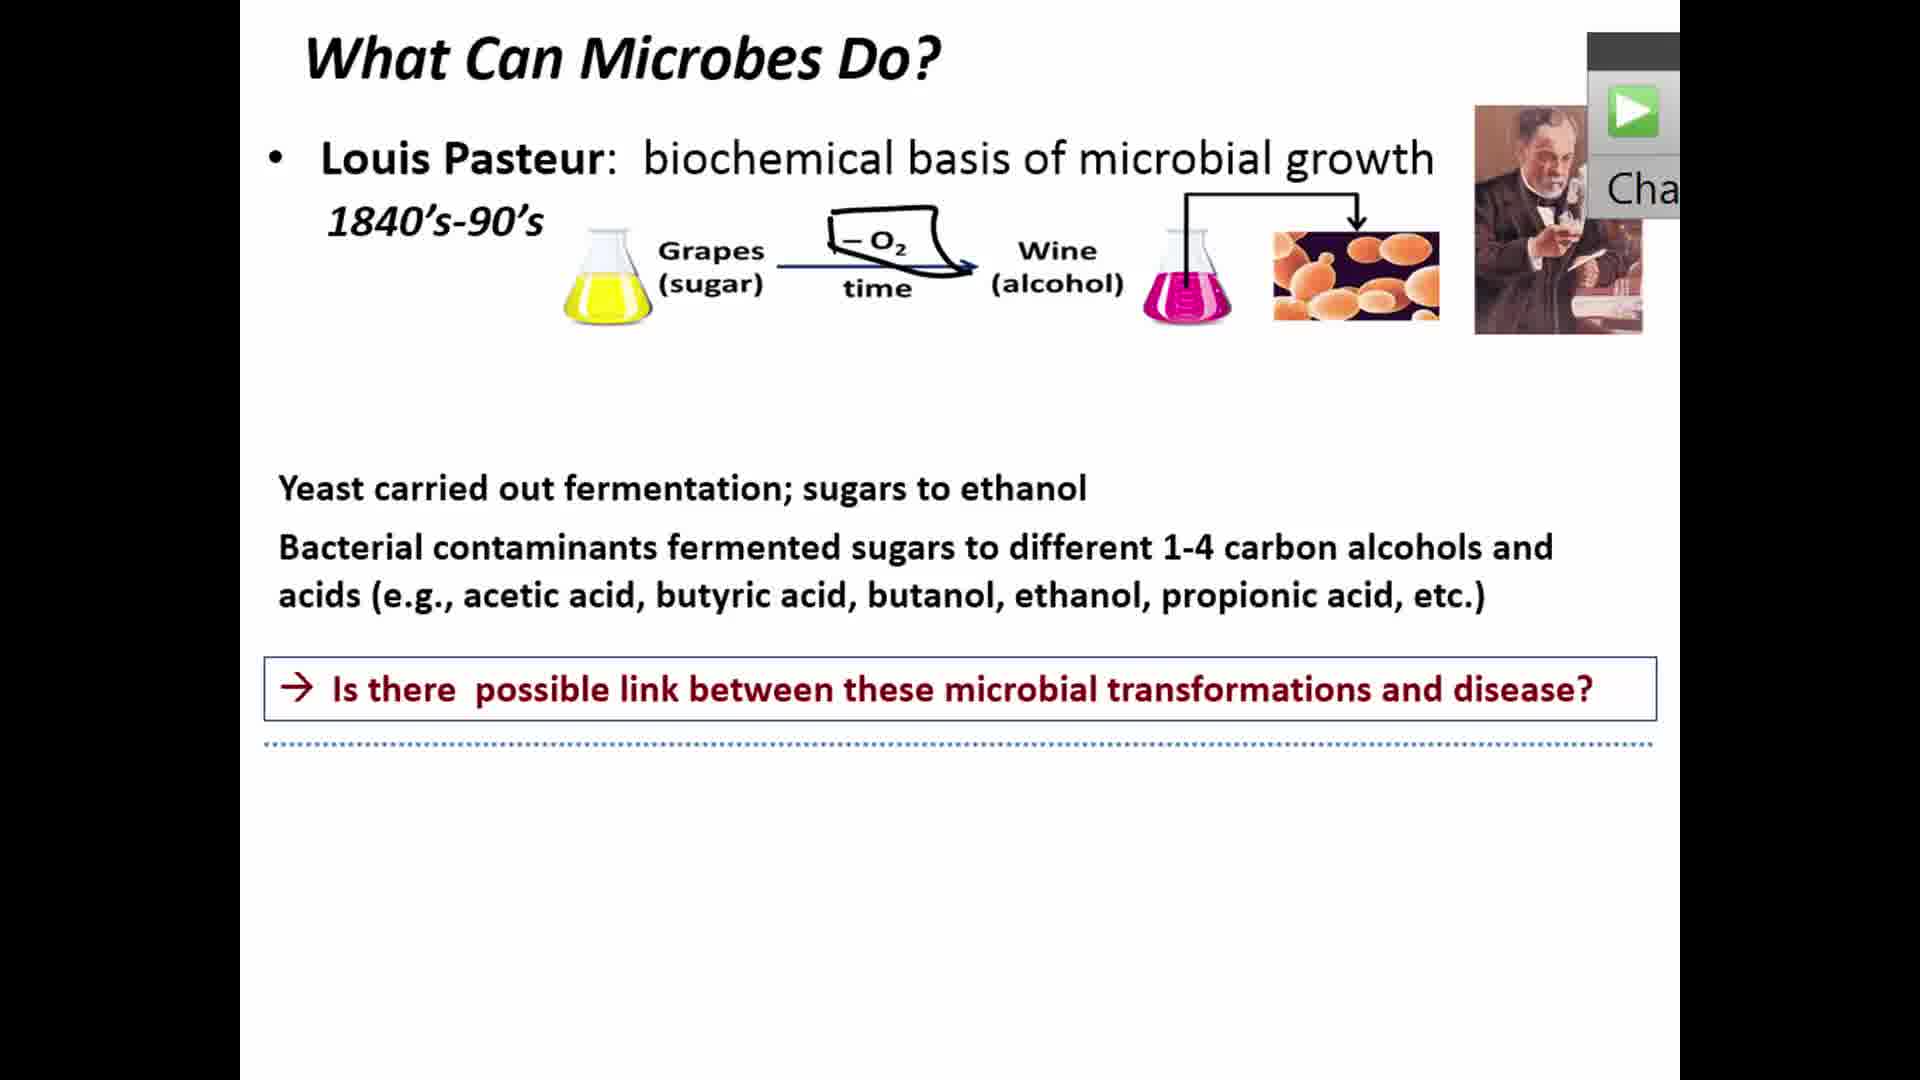 What Can Microbes Do?
• Louis Pasteur: biochemical basis of microbial growth
1840’s-90’s
Grapes
(sugar)
– O₂
time
Wine
(alcohol)
Cha
Yeast carried out fermentation; sugars to ethanol
Bacterial contaminants fermented sugars to different 1-4 carbon alcohols and
acids (e.g., acetic acid, butyric acid, butanol, ethanol, propionic acid, etc.)
→ Is there possible link between these microbial transformations and disease?